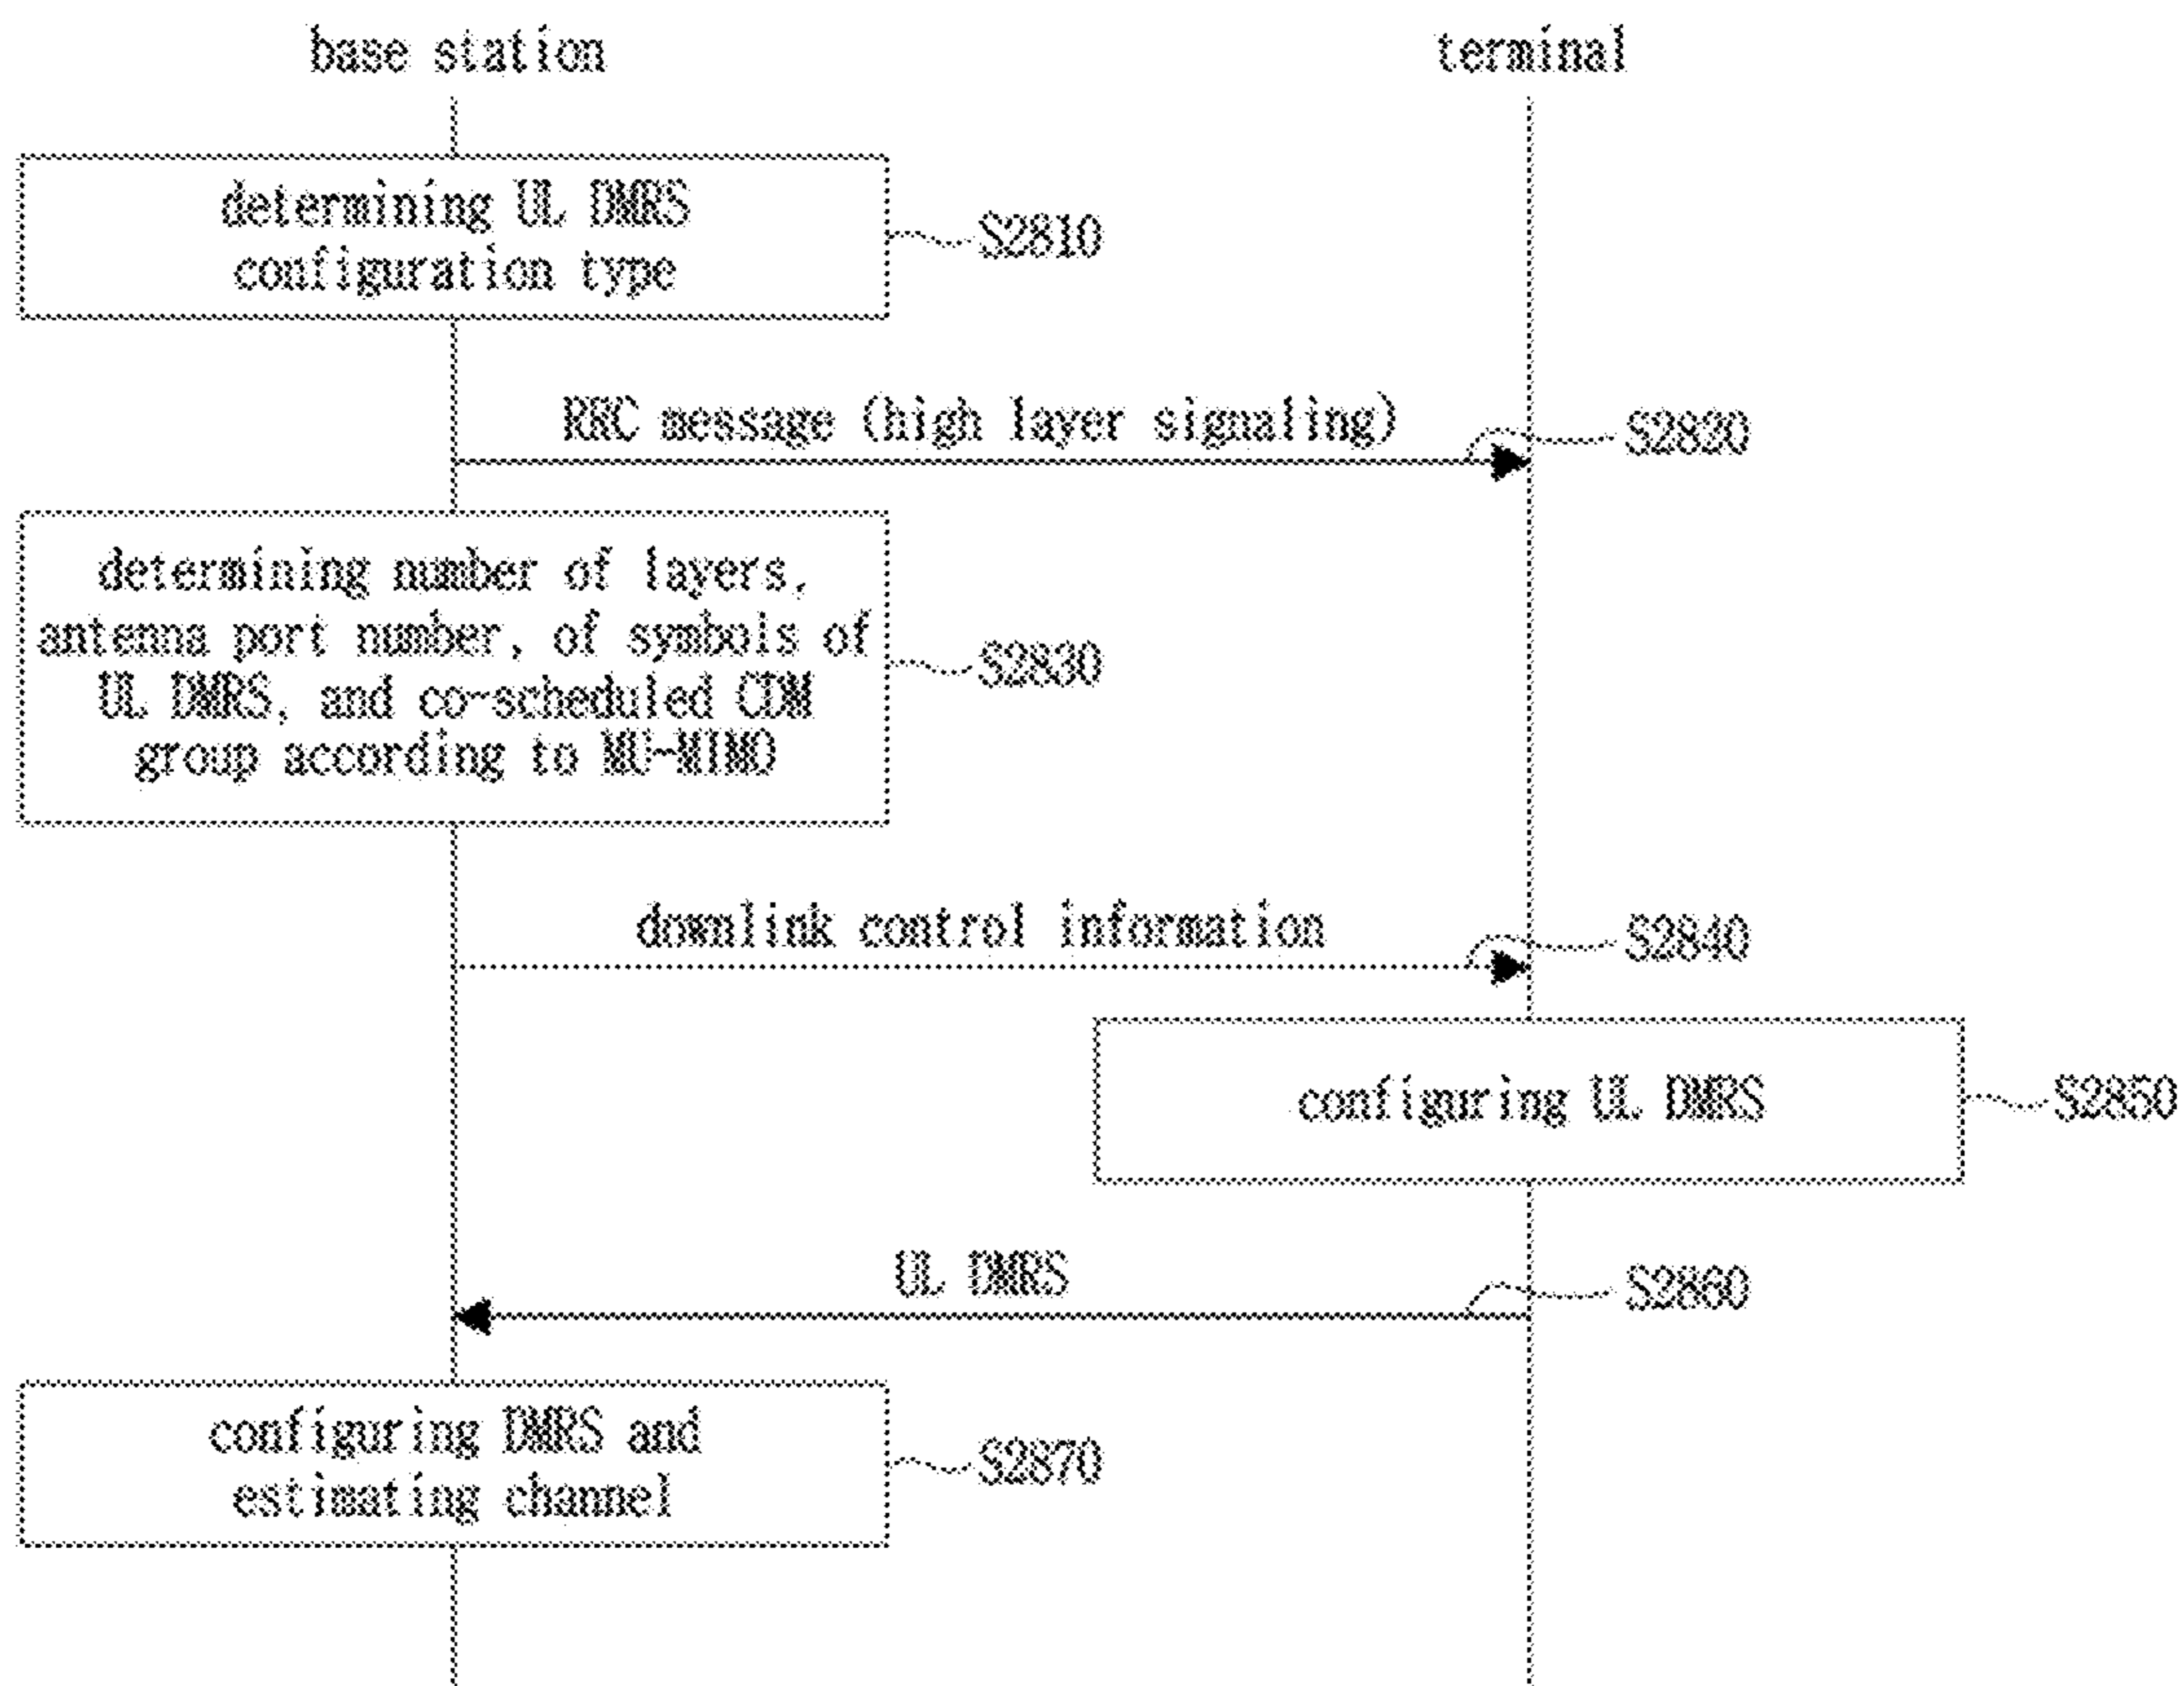 base station
terminal
determining UL DMRS
configuration type
S2810
RRC message (high layer signaling)
S2820
determining number of layers,
antenna port number, of symbols of
UL DMRS, and co-scheduled CDM
group according to MU-MIMO
S2830
downlink control information
S2840
configuring UL DMRS
S2850
UL DMRS
S2860
configuring DMRS and
estimating channel
S2870